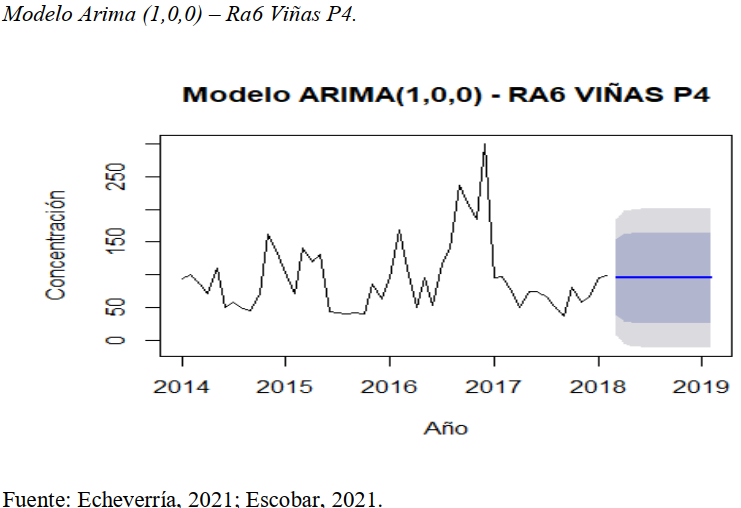 Modelo Arima (1,0,0) – Ra6 Viñas P4.
Modelo ARIMA(1,0,0) - RA6 VIÑAS P4
Concentración
250
150
50
0
2014 2015 2016 2017 2018 2019
Año
Fuente: Echeverría, 2021; Escobar, 2021.